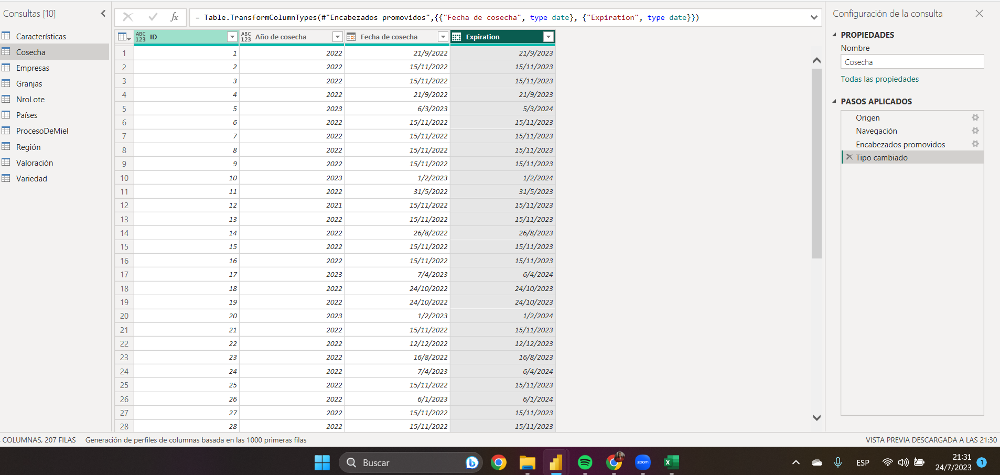 Consultas [10]
Características
Cosecha
Empresas
Granjas
NroLote
Países
ProcesoDeMiel
Región
Valoración
Variedad
fx
= Table.TransformColumnTypes(#"Encabezados promovidos",{{"Fecha de cosecha", type date}, {"Expiration", type date}})
ABC 123 ID ABC 123 Año de cosecha Fecha de cosecha Expiration
1 1 2022 21/9/2022 21/9/2023
2 2 2022 15/11/2022 15/11/2023
3 3 2022 15/11/2022 15/11/2023
4 4 2022 21/9/2022 21/9/2023
5 5 2023 6/3/2023 5/3/2024
6 6 2022 15/11/2022 15/11/2023
7 7 2022 15/11/2022 15/11/2023
8 8 2022 15/11/2022 15/11/2023
9 9 2022 15/11/2022 15/11/2023
10 10 2023 1/2/2023 1/2/2024
11 11 2022 31/5/2022 31/5/2023
12 12 2021 15/11/2022 15/11/2023
13 13 2022 15/11/2022 15/11/2023
14 14 2022 26/8/2022 26/8/2023
15 15 2022 15/11/2022 15/11/2023
16 16 2022 15/11/2022 15/11/2023
17 17 2023 7/4/2023 6/4/2024
18 18 2022 24/10/2022 24/10/2023
19 19 2022 24/10/2022 24/10/2023
20 20 2023 1/2/2023 1/2/2024
21 21 2022 15/11/2022 15/11/2023
22 22 2022 12/12/2022 12/12/2023
23 23 2022 16/8/2022 16/8/2023
24 24 2022 7/4/2023 6/4/2024
25 25 2022 15/11/2022 15/11/2023
26 26 2022 6/1/2023 6/1/2024
27 27 2022 15/11/2022 15/11/2023
28 28 2022 15/11/2022 15/11/2023
Configuración de la consulta
PROPIEDADES
Nombre
Cosecha
Todas las propiedades
PASOS APLICADOS
Origen
Navegación
Encabezados promovidos
Tipo cambiado
COLUMNAS, 207 FILAS Generación de perfiles de columnas basada en las 1000 primeras filas
VISTA PREVIA DESCARGADA A LAS 21:30
Buscar
zoom
ESP
21:31
24/7/2023
1